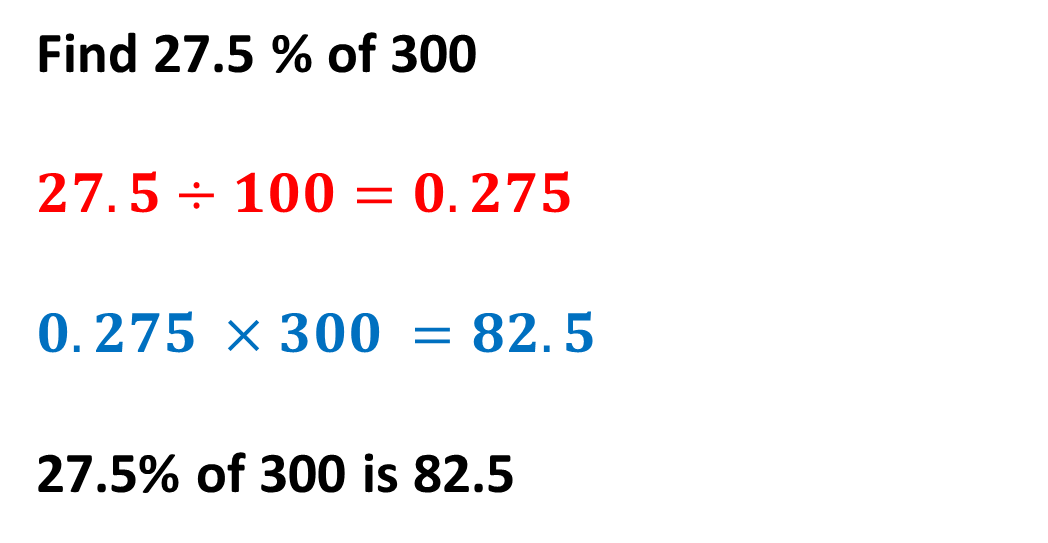 Find 27.5 % of 300
27.5 ÷ 100 = 0.275
0.275 × 300 = 82.5
27.5% of 300 is 82.5